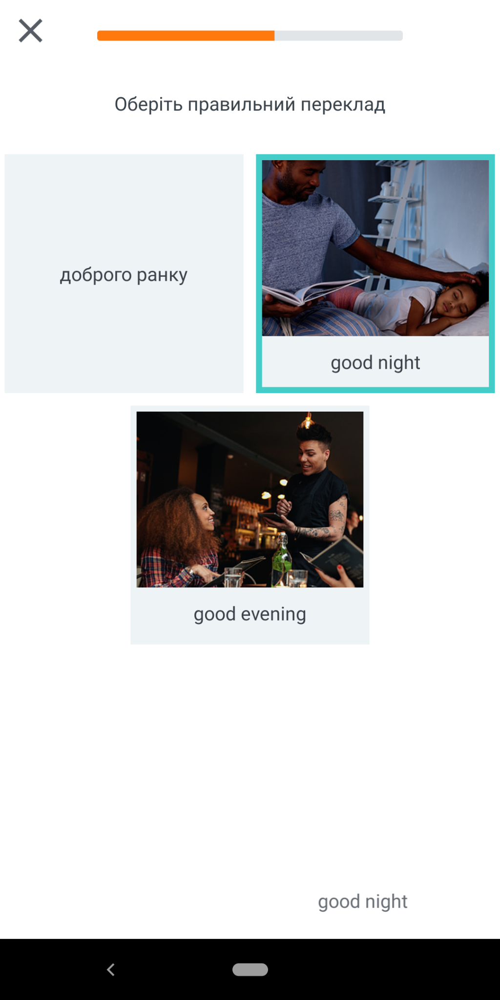 Оберіть правильний переклад
доброго ранку
good night
good evening
good night